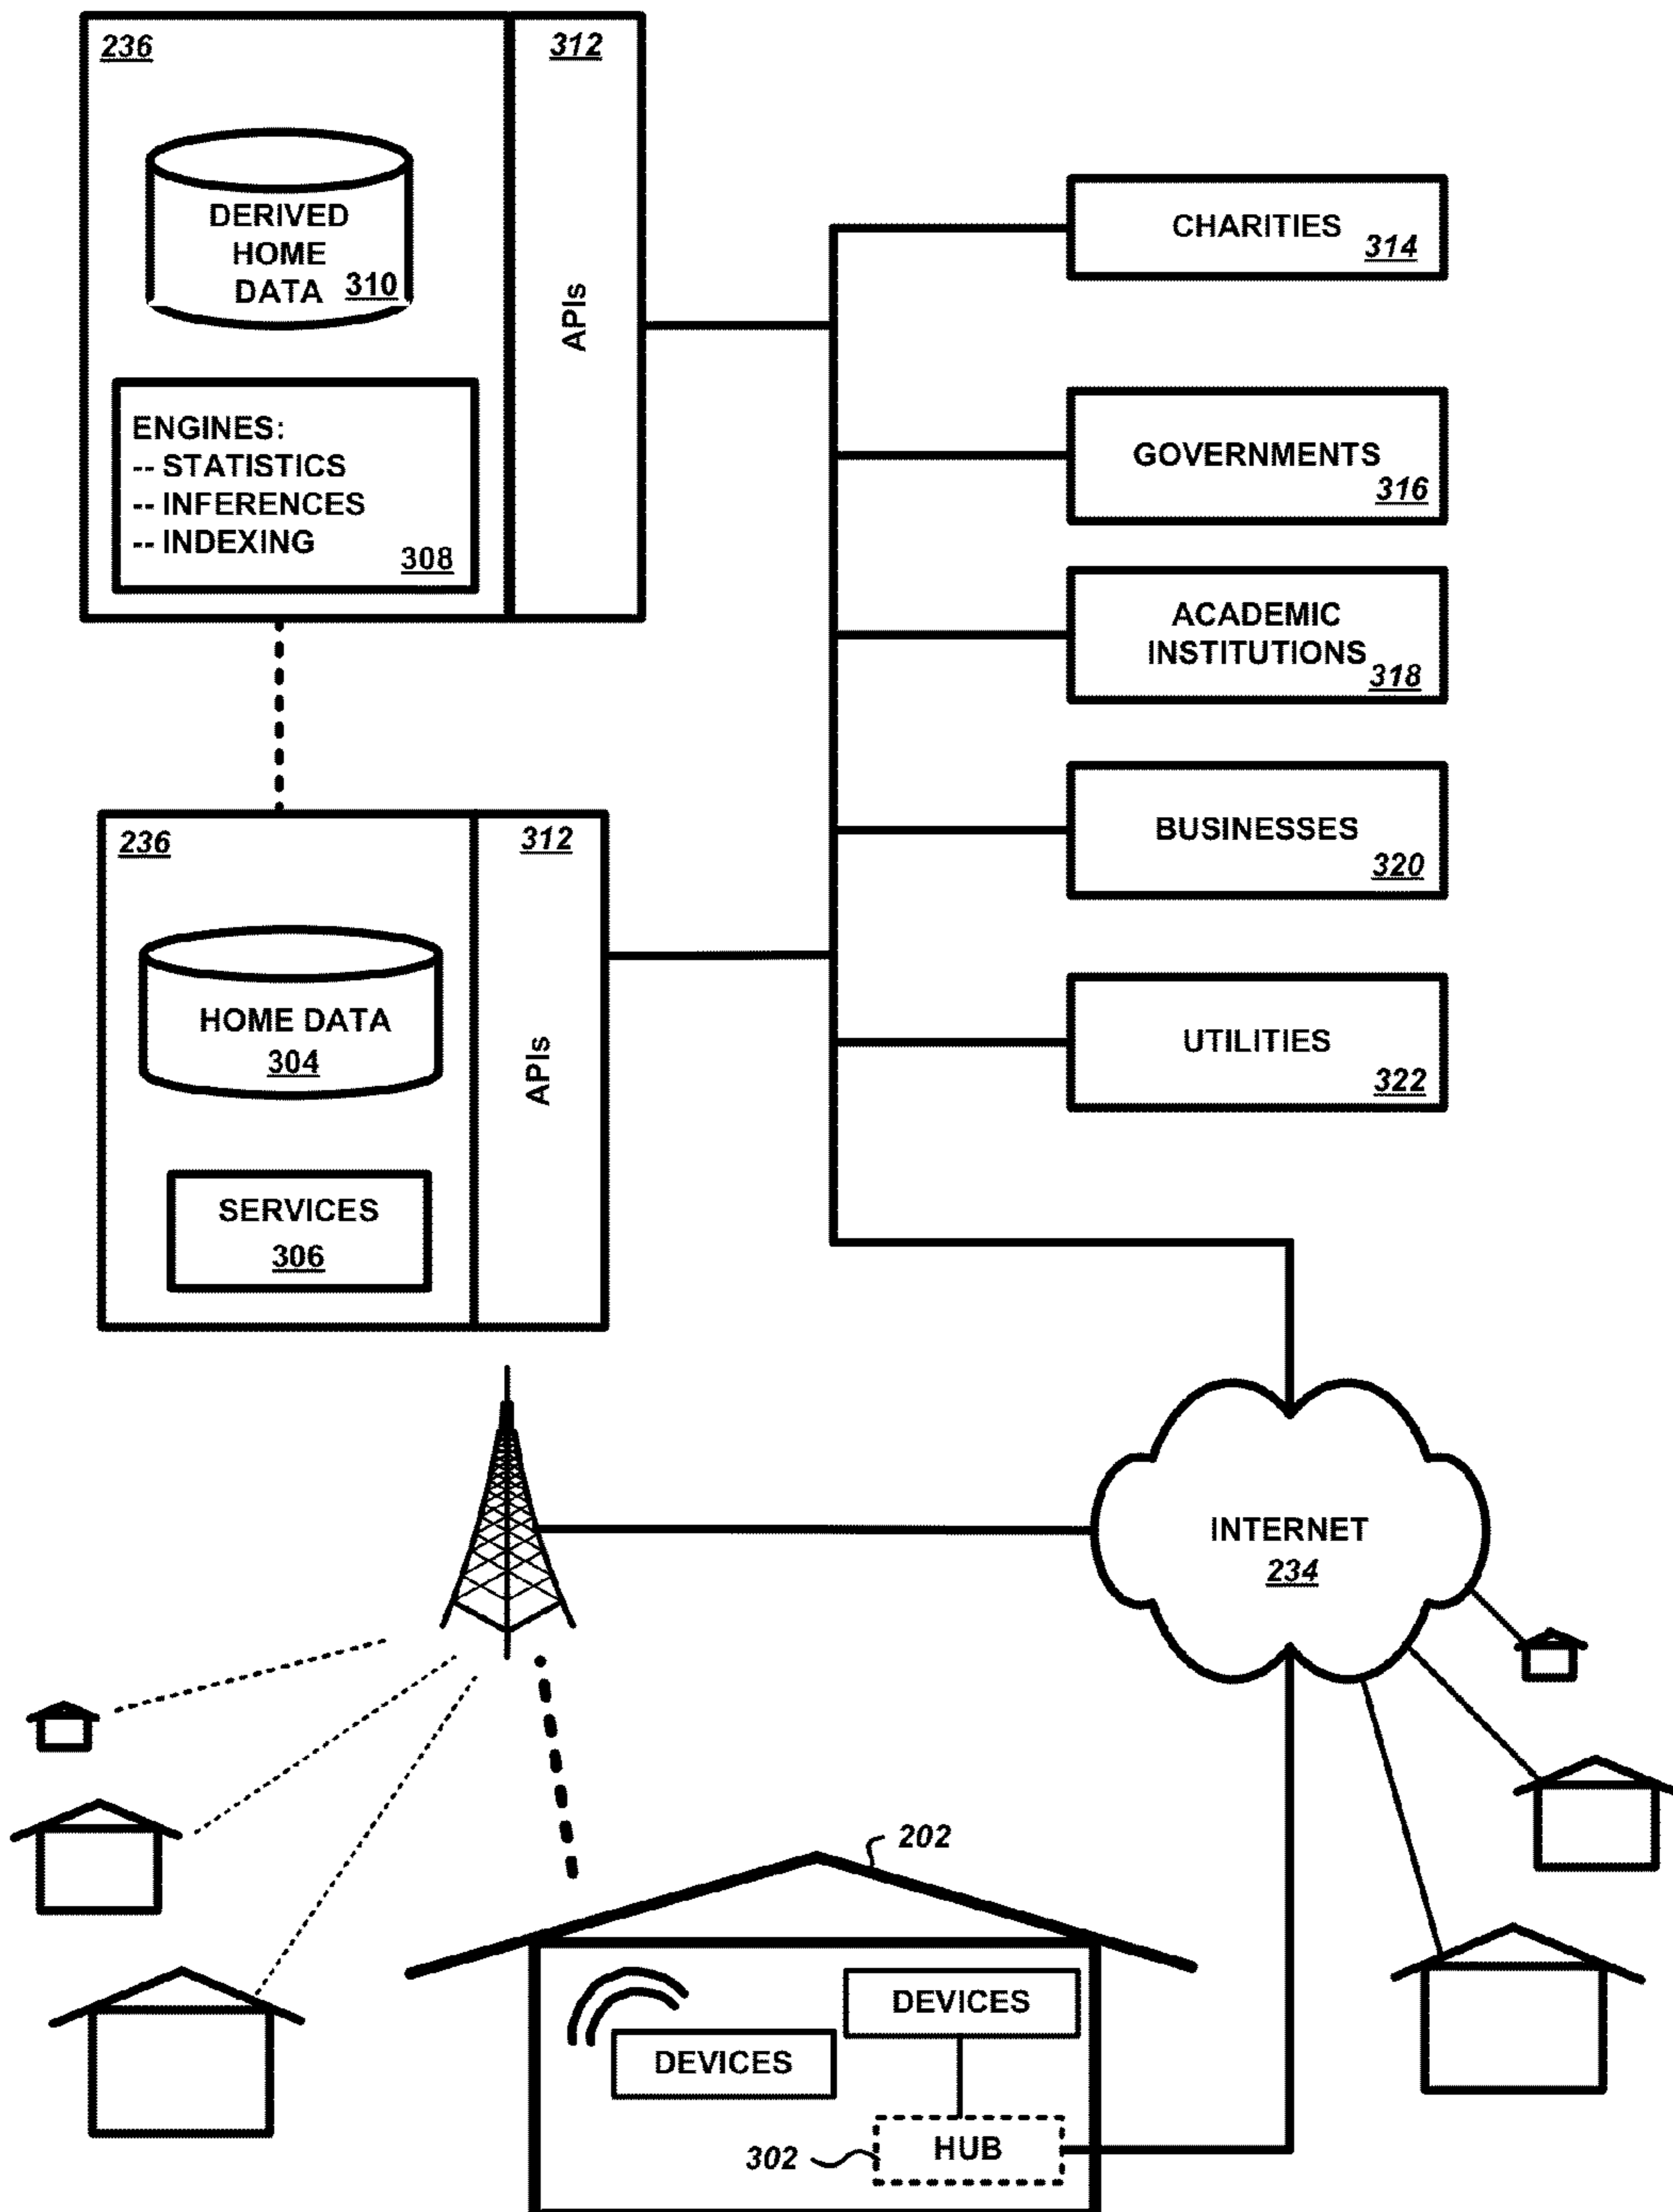 236
312
DERIVED
HOME
DATA 310
APIs
ENGINES:
-- STATISTICS
-- INFERENCES
-- INDEXING
308
CHARITIES
314
GOVERNMENTS
316
ACADEMIC
INSTITUTIONS
318
BUSINESSES
320
UTILITIES
322
236
312
HOME DATA
304
APIs
SERVICES
306
INTERNET
234
202
DEVICES
DEVICES
302
HUB